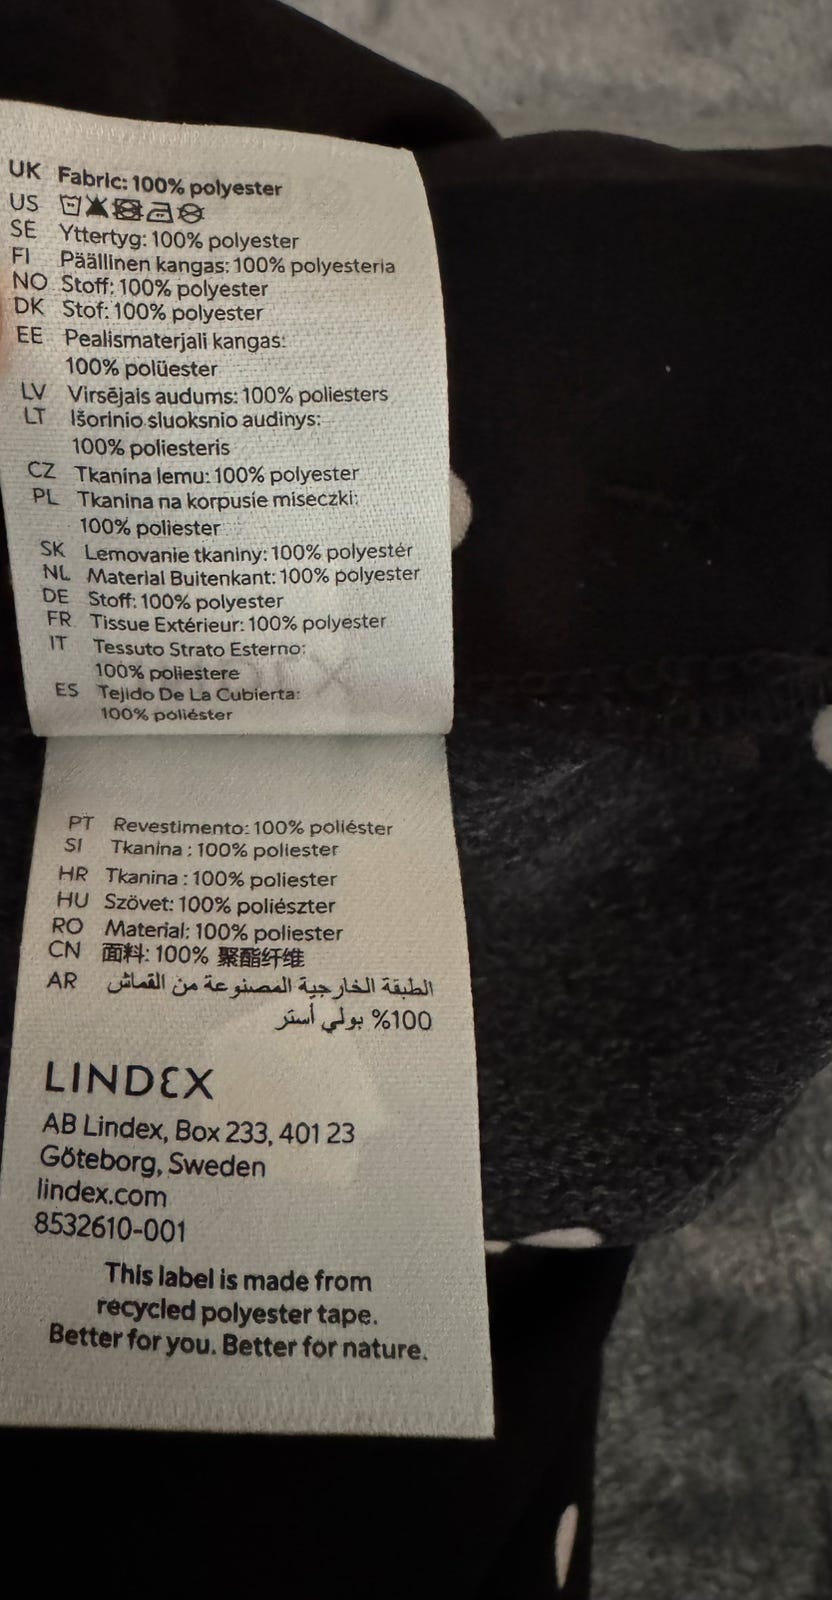 UK Fabric: 100% polyester
US
SE Yttertyg: 100% polyester
FI Päällinen kangas: 100% polyesteria
NO Stoff: 100% polyester
DK Stof: 100% polyester
EE Pealismaterjali kangas:
100% polüester
LV Virsējais audums: 100% poliesters
LT Išorinio sluoksnio audinys:
100% poliesteris
CZ Tkanina lemu: 100% polyester
PL Tkanina na korpusie miseczki:
100% poliester
SK Lemovanie tkaniny: 100% polyestér
NL Material Buitenkant: 100% polyester
DE Stoff: 100% polyester
FR Tissue Extérieur: 100% polyester
IT Tessuto Strato Esterno:
100% poliestere
ES Tejido De La Cubierta:
100% poliéster
PT Revestimento: 100% poliéster
SI Tkanina : 100% poliester
HR Tkanina : 100% poliester
HU Szövet: 100% poliészter
RO Material: 100% poliester
CN 面料: 100% 聚酯纤维
AR الطبقة الخارجية المصنوعة من القماش
100% بولي أستر
LINDEX
AB Lindex, Box 233, 401 23
Göteborg, Sweden
lindex.com
8532610-001
This label is made from
recycled polyester tape.
Better for you. Better for nature.